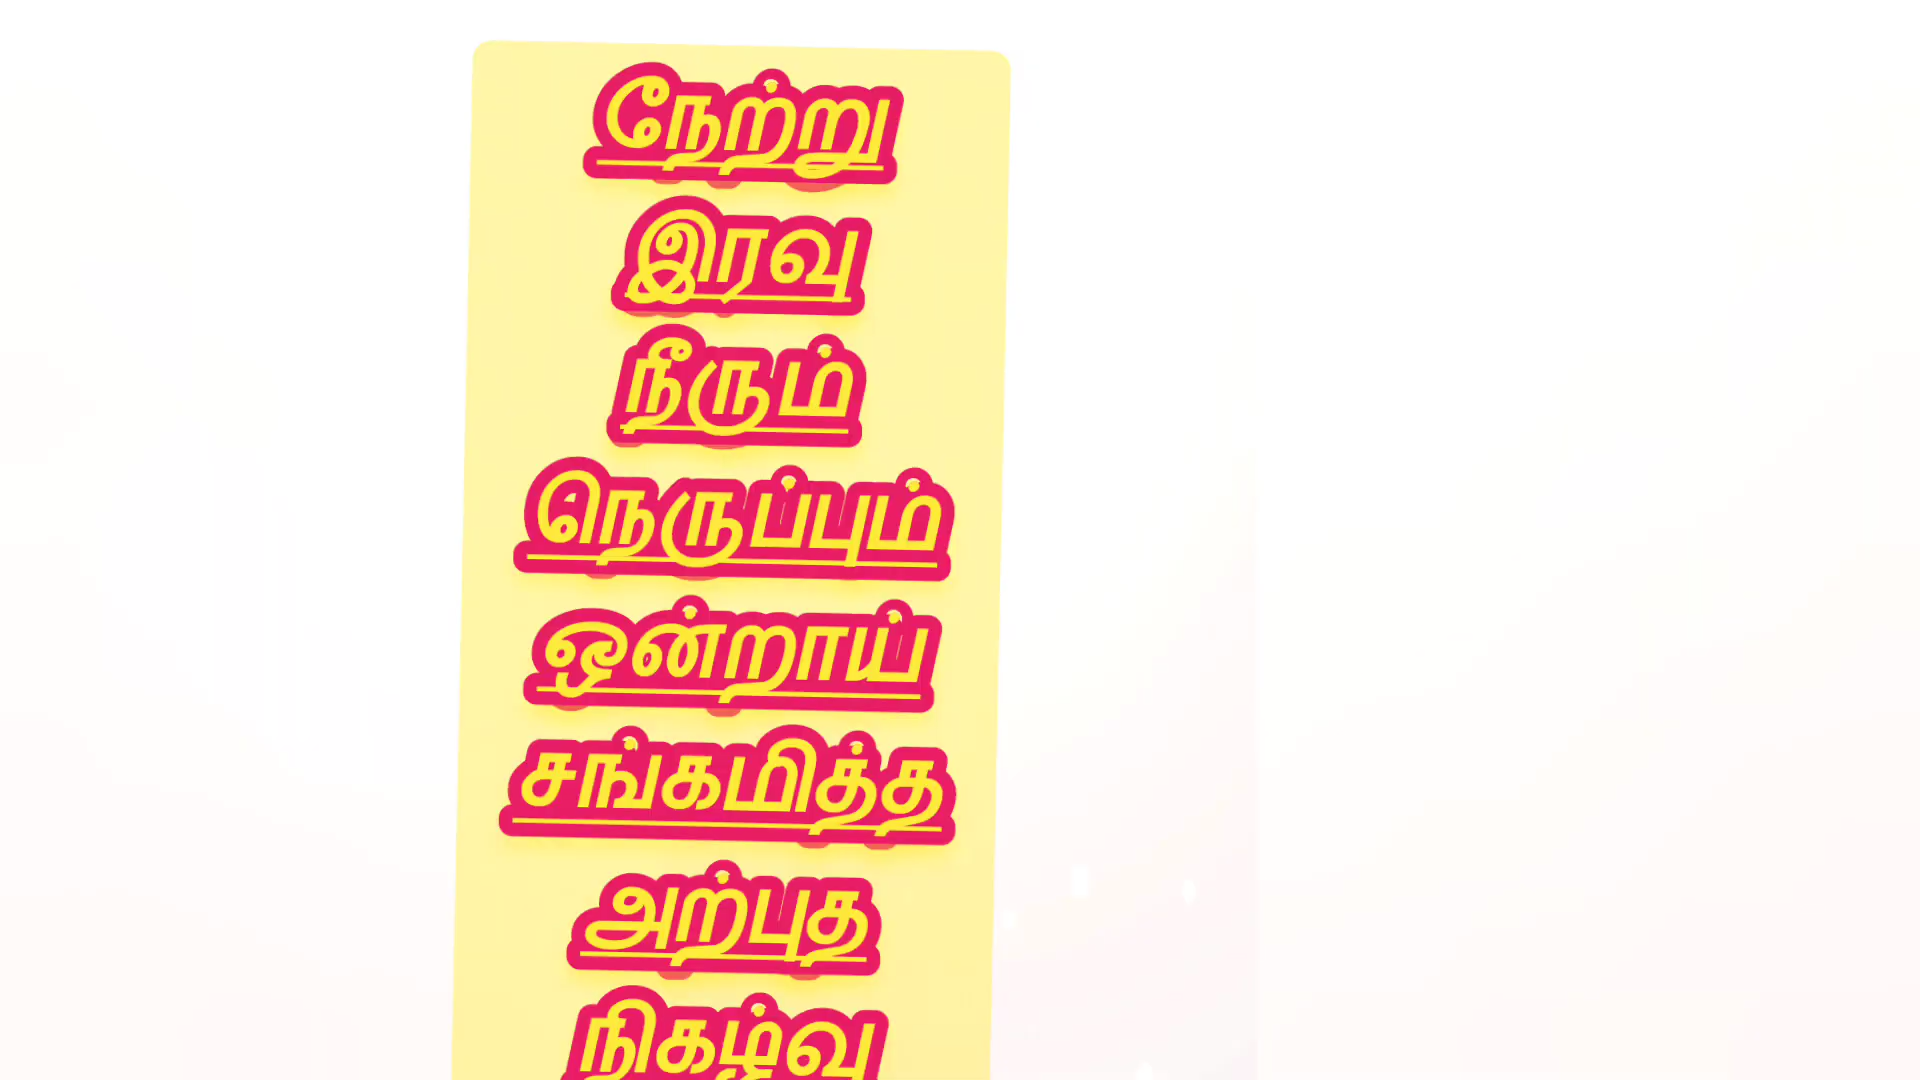 நேற்று
இரவு
நீரும்
நெருப்பும்
ஒன்றாய்
சங்கமித்த
அற்புத
நிகழ்வு